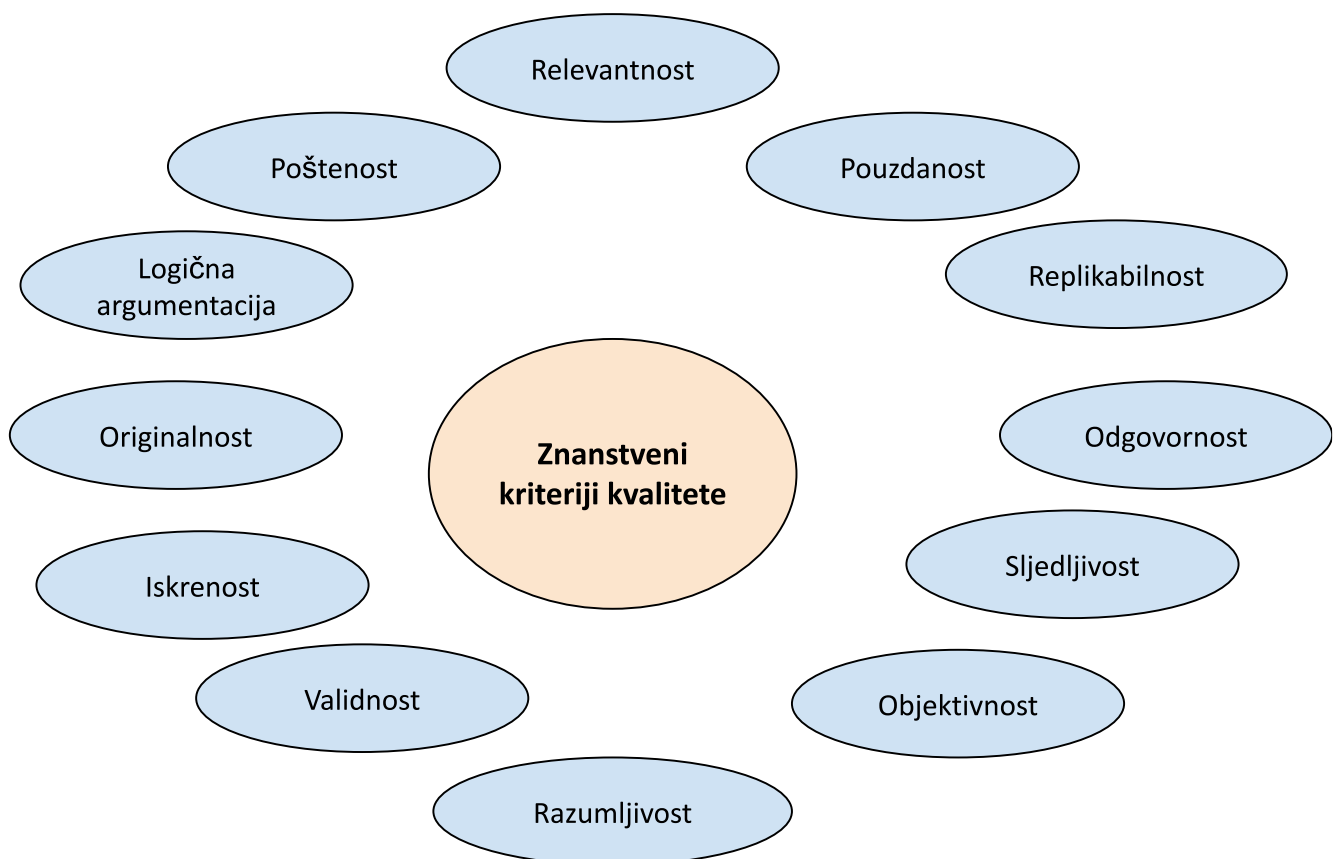 Relevantnost
Poštenost
Pouzdanost
Logična
argumentacija
Replikabilnost
Originalnost
Znanstveni
kriteriji kvalitete
Odgovornost
Iskrenost
Sljedljivost
Validnost
Objektivnost
Razumljivost